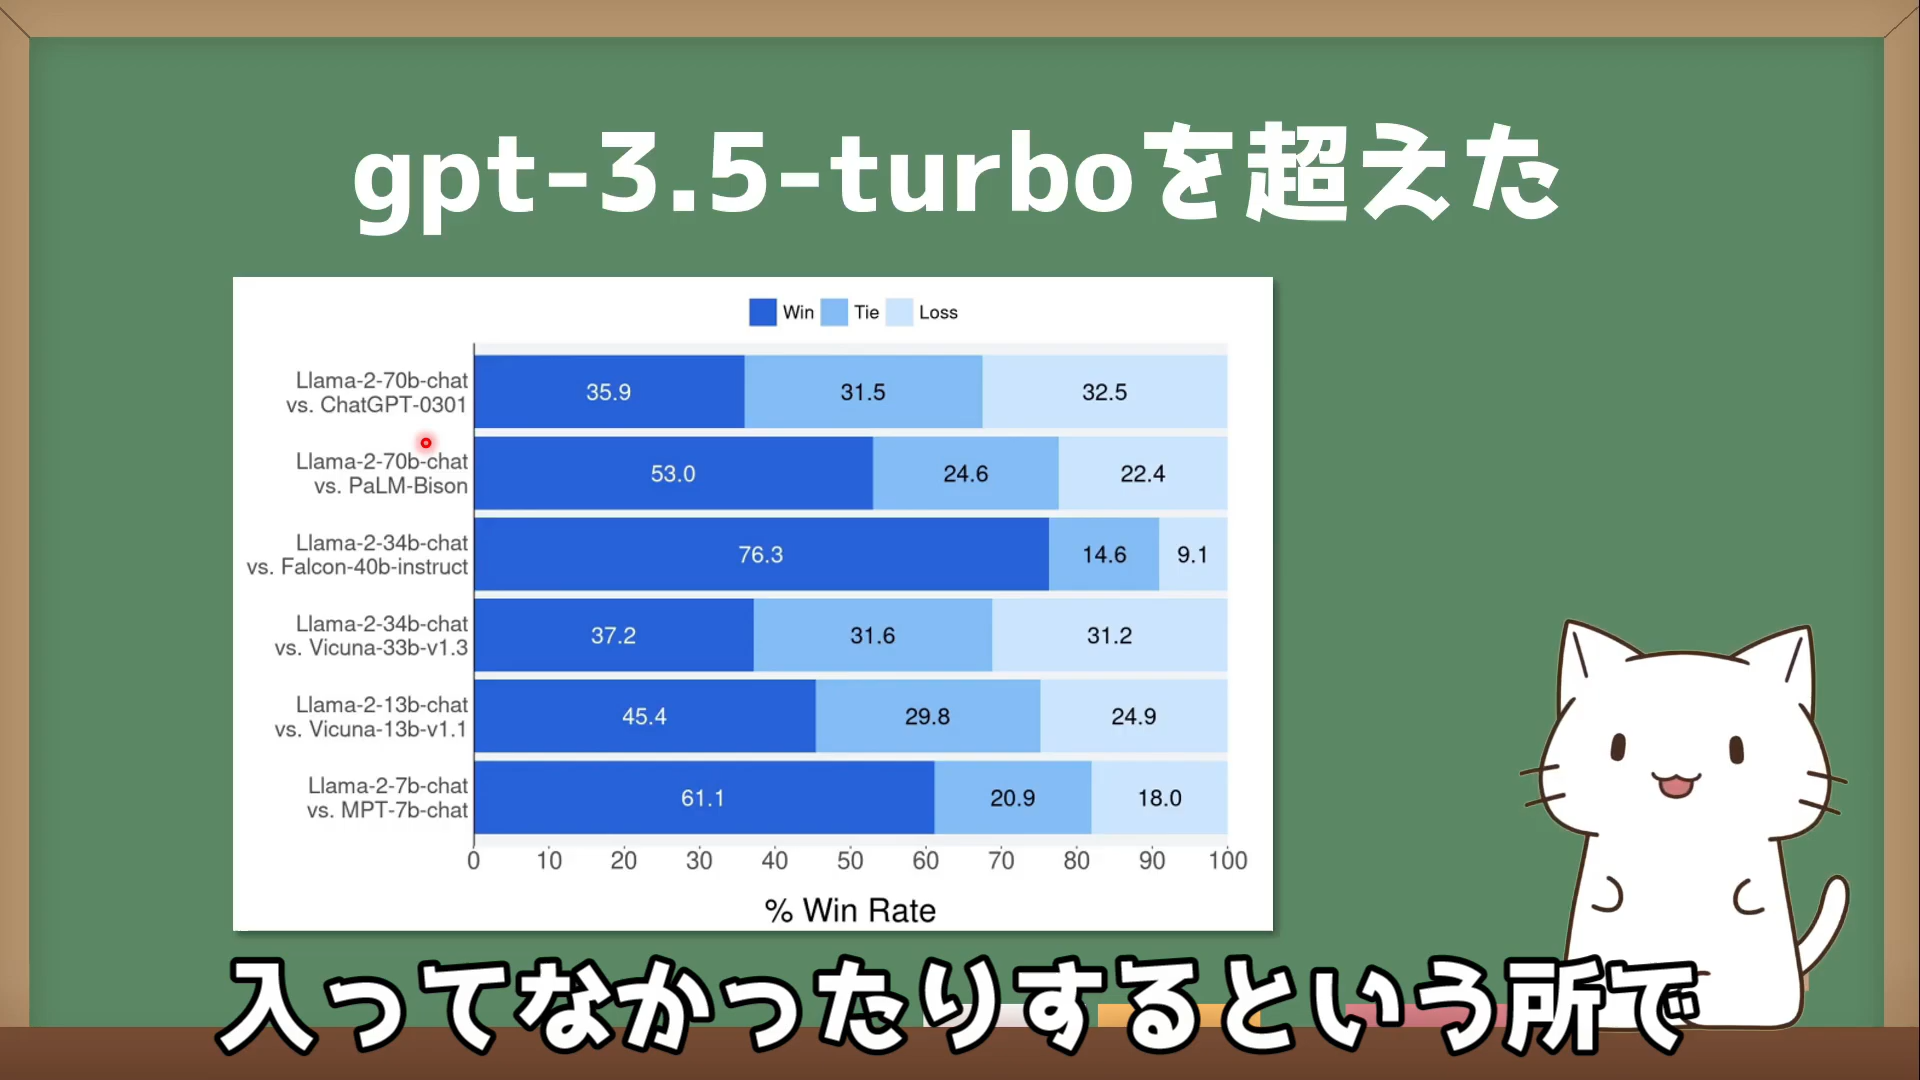 gpt-3.5-turboを超えた
Win Tie Loss
Llama-2-70b-chat
vs. ChatGPT-0301
35.9 31.5 32.5
Llama-2-70b-chat
vs. PaLM-Bison
53.0 24.6 22.4
Llama-2-34b-chat
vs. Falcon-40b-instruct
76.3 14.6 9.1
Llama-2-34b-chat
vs. Vicuna-33b-v1.3
37.2 31.6 31.2
Llama-2-13b-chat
vs. Vicuna-13b-v1.1
45.4 29.8 24.9
Llama-2-7b-chat
vs. MPT-7b-chat
61.1 20.9 18.0
0 10 20 30 40 50 60 70 80 90 100
% Win Rate
入ってなかったりするという所で